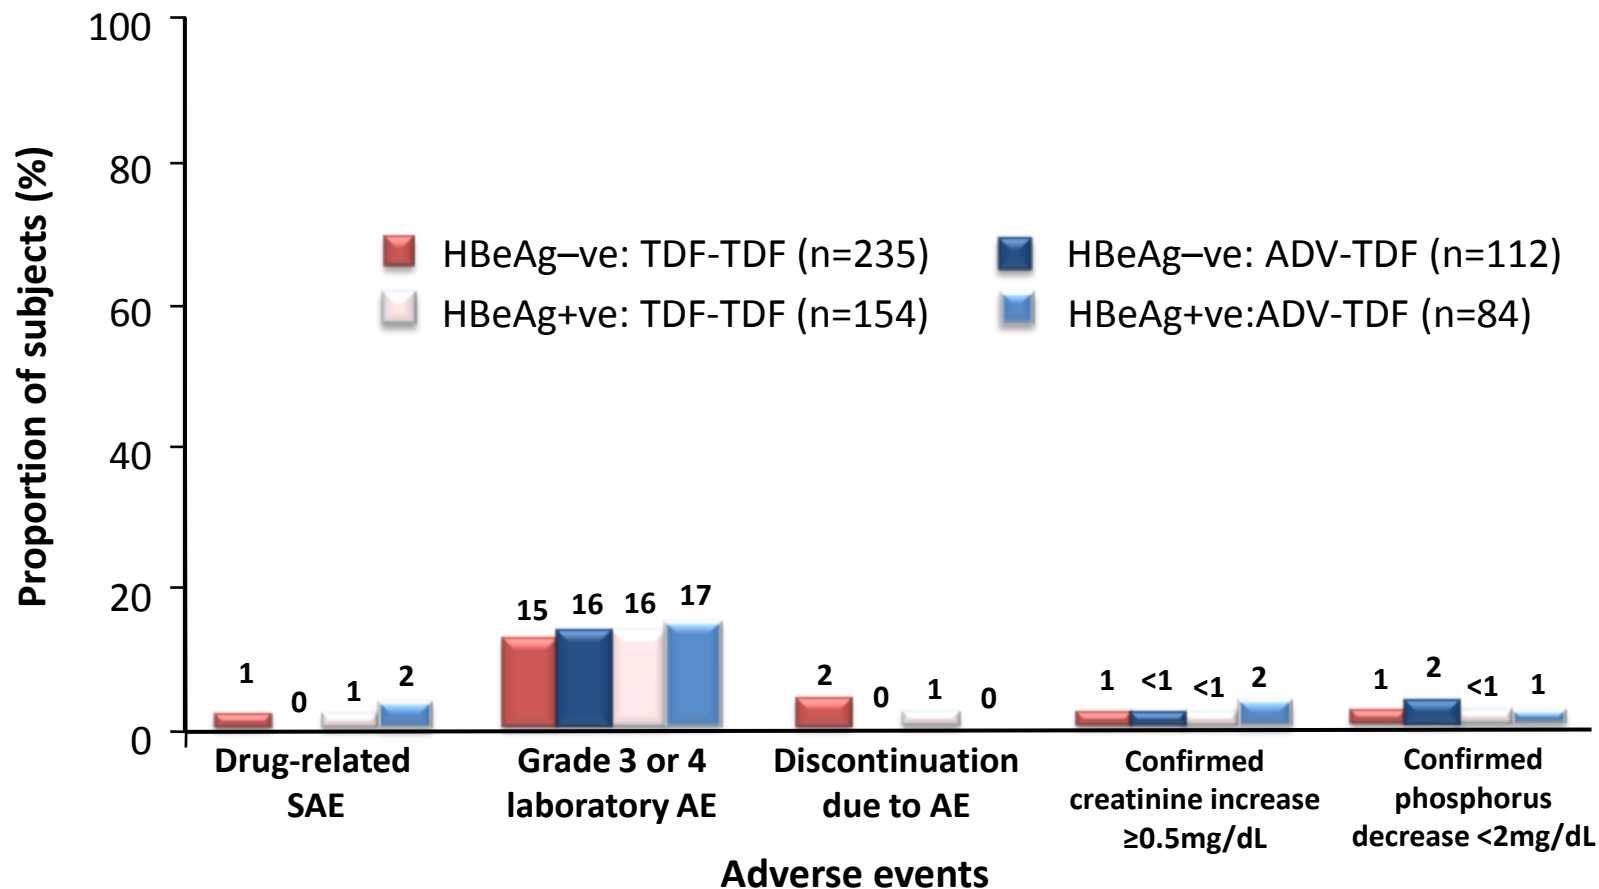 Proportion of subjects (%)
100
80
60
40
20
0
HBeAg–ve: TDF-TDF (n=235)
HBeAg–ve: ADV-TDF (n=112)
HBeAg+ve: TDF-TDF (n=154)
HBeAg+ve:ADV-TDF (n=84)
1
0
1
2
15
16
16
17
2
0
1
0
1
<1
<1
2
1
2
<1
1
Drug-related
SAE
Grade 3 or 4
laboratory AE
Discontinuation
due to AE
Confirmed
creatinine increase
≥0.5mg/dL
Confirmed
phosphorus
decrease <2mg/dL
Adverse events